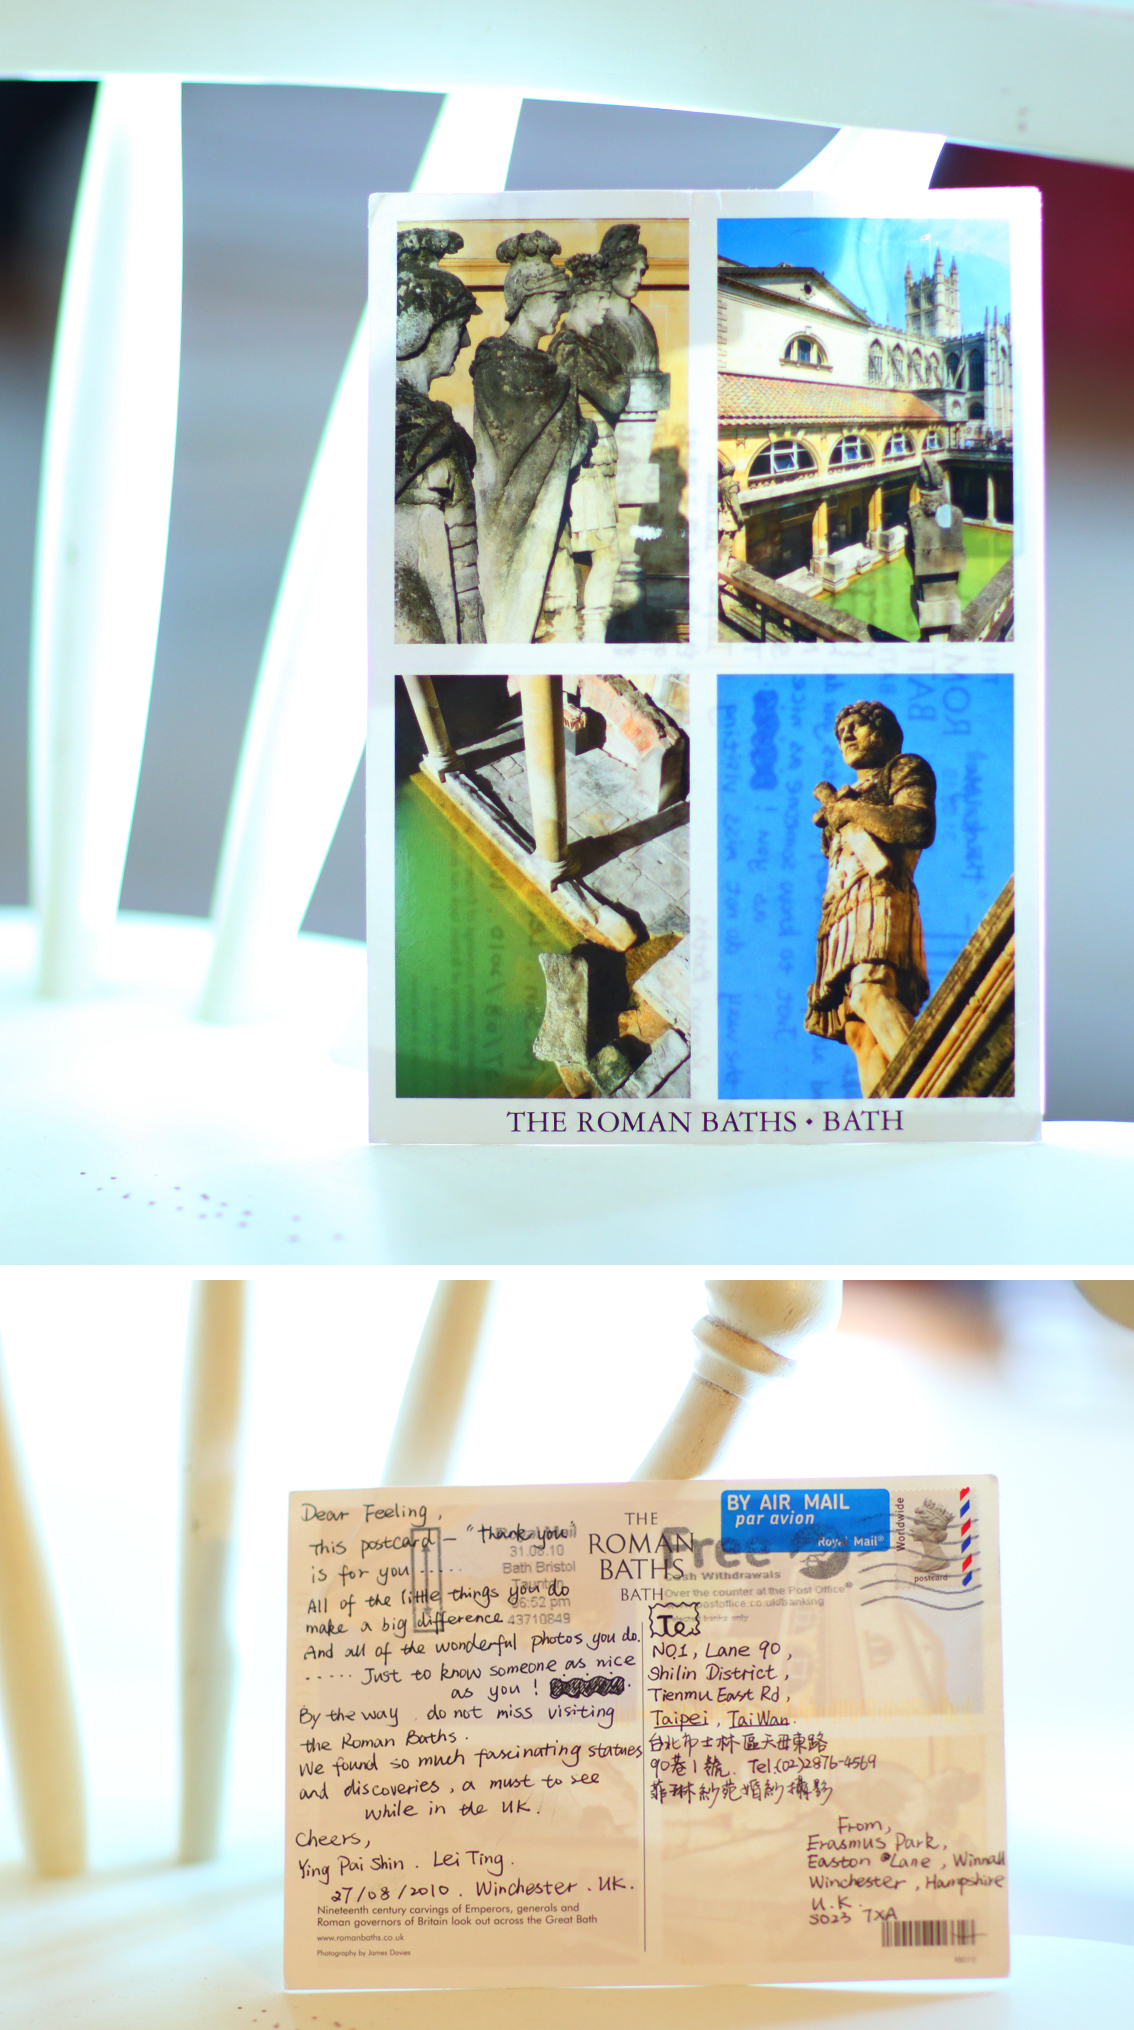 THE ROMAN BATHS • BATH
Dear Feeling,
This postcard — "thank you"
is for you ......
All of the little things you do
make a big difference
And all of the wonderful photos you do.
..... Just to know someone as nice
as you!
By the way, do not miss visiting
the Roman Baths.
We found so much fascinating statues
and discoveries, a must to see
while in the UK.
Cheers,
Ying Pai Shin. Lei Ting.
27/08/2010. Winchester. UK.
Nineteenth century carvings of Emperors, generals and
Roman governors of Britain look out across the Great Bath
www.romanbaths.co.uk
Photography by James Davies
Royal Mail
31.08.10
Bath Bristol
Taunton
06:52 pm
43710849
THE
ROMAN
BATHS
BATH
BY AIR MAIL
par avion
Royal Mail®
Worldwide
postcard
Free
Cash Withdrawals
Over the counter at the Post Office®
postoffice.co.uk/banking
To
NO.1, Lane 90,
Shilin District,
Tienmu East Rd,
Taipei, TaiWan.
台北市士林區天母東路
90巷1號. Tel:(02)2876-4569
菲琳紗苑婚紗攝影
From,
Erasmus Park,
Easton Lane, Winnall
Winchester, Hampshire
U.K.
SO23 7XA